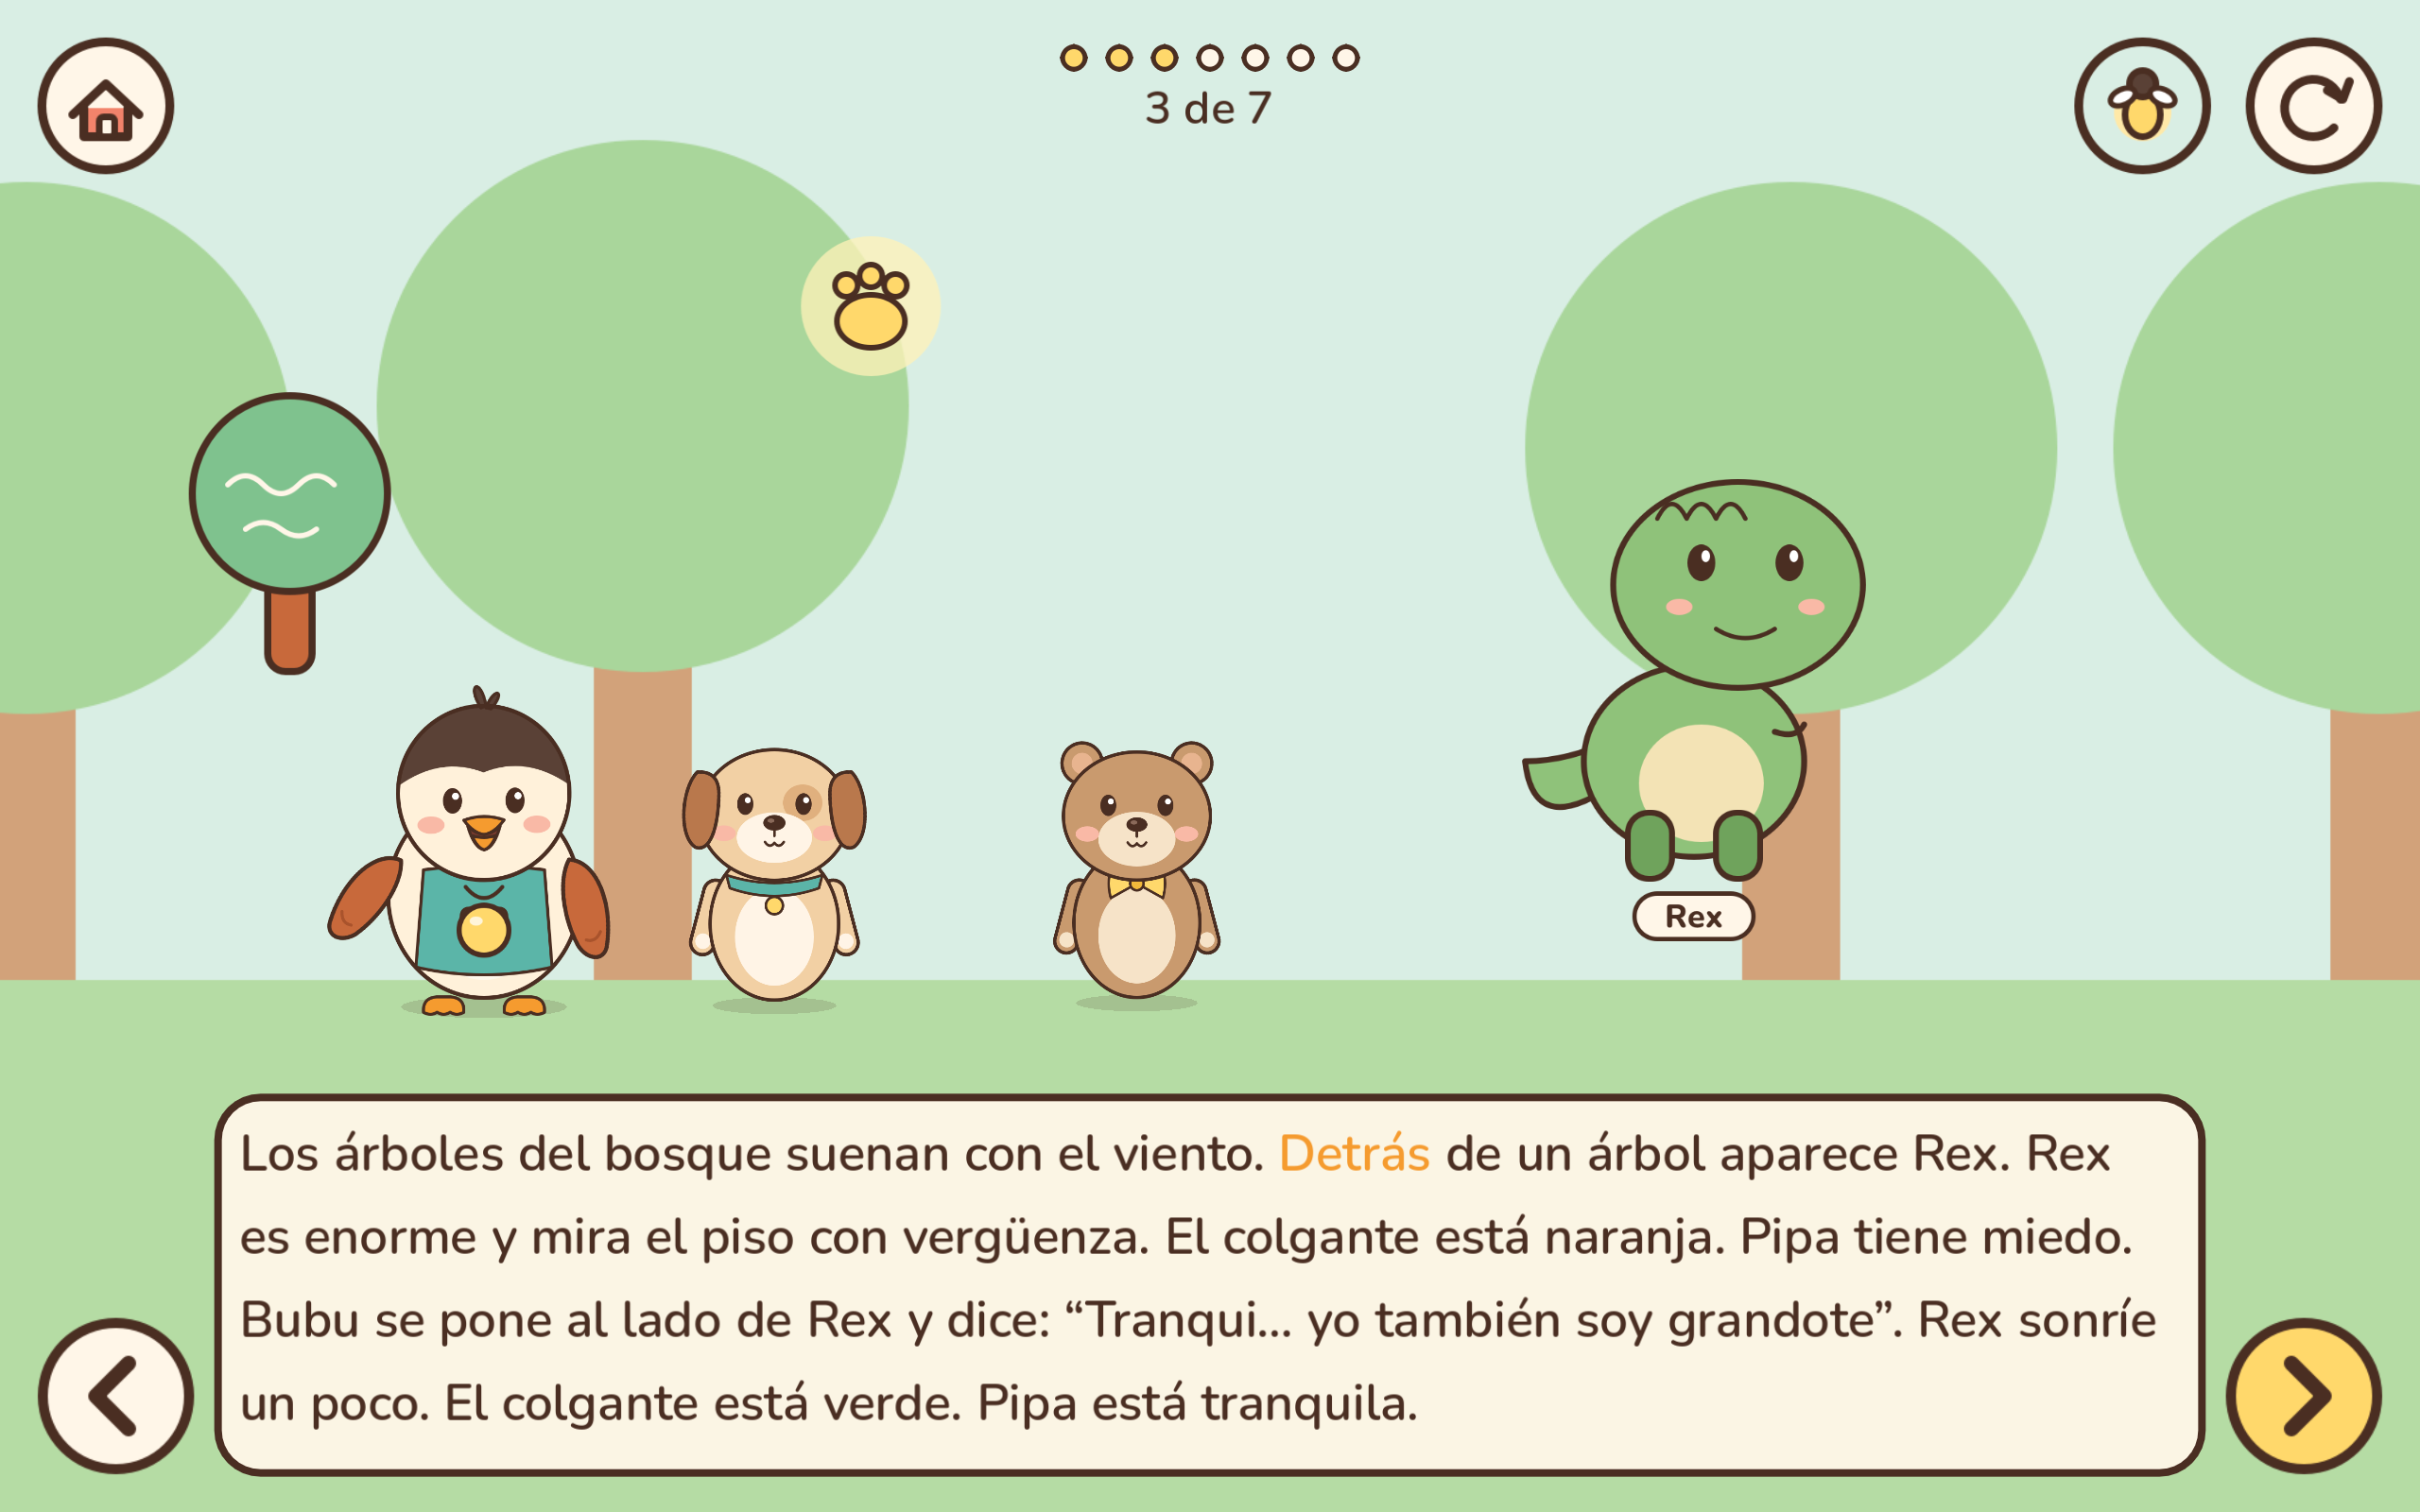 3 de 7
Rex
Los árboles del bosque suenan con el viento. Detrás de un árbol aparece Rex. Rex
es enorme y mira el piso con vergüenza. El colgante está naranja. Pipa tiene miedo.
Bubu se pone al lado de Rex y dice: “Tranqui... yo también soy grandote”. Rex sonríe
un poco. El colgante está verde. Pipa está tranquila.